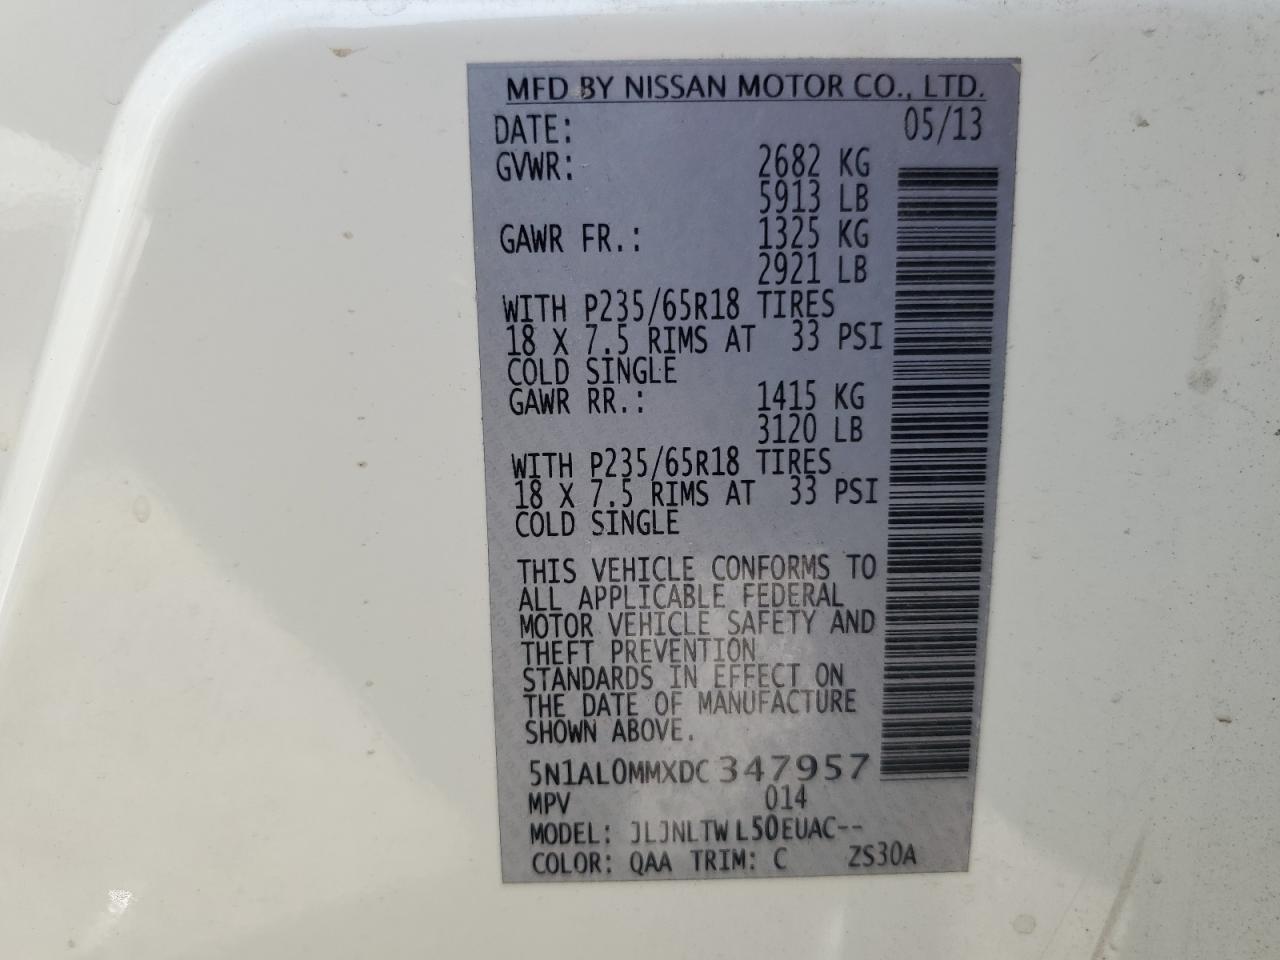 MFD BY NISSAN MOTOR CO., LTD.
DATE: 05/13
GVWR: 2682 KG
5913 LB
GAWR FR.: 1325 KG
2921 LB
WITH P235/65R18 TIRES
18 X 7.5 RIMS AT 33 PSI
COLD SINGLE
GAWR RR.: 1415 KG
3120 LB
WITH P235/65R18 TIRES
18 X 7.5 RIMS AT 33 PSI
COLD SINGLE
THIS VEHICLE CONFORMS TO
ALL APPLICABLE FEDERAL
MOTOR VEHICLE SAFETY AND
THEFT PREVENTION
STANDARDS IN EFFECT ON
THE DATE OF MANUFACTURE
SHOWN ABOVE.
5N1AL0MMXDC347957
MPV 014
MODEL: JLJNLTWL50EUAC--
COLOR: QAA TRIM: C ZS30A